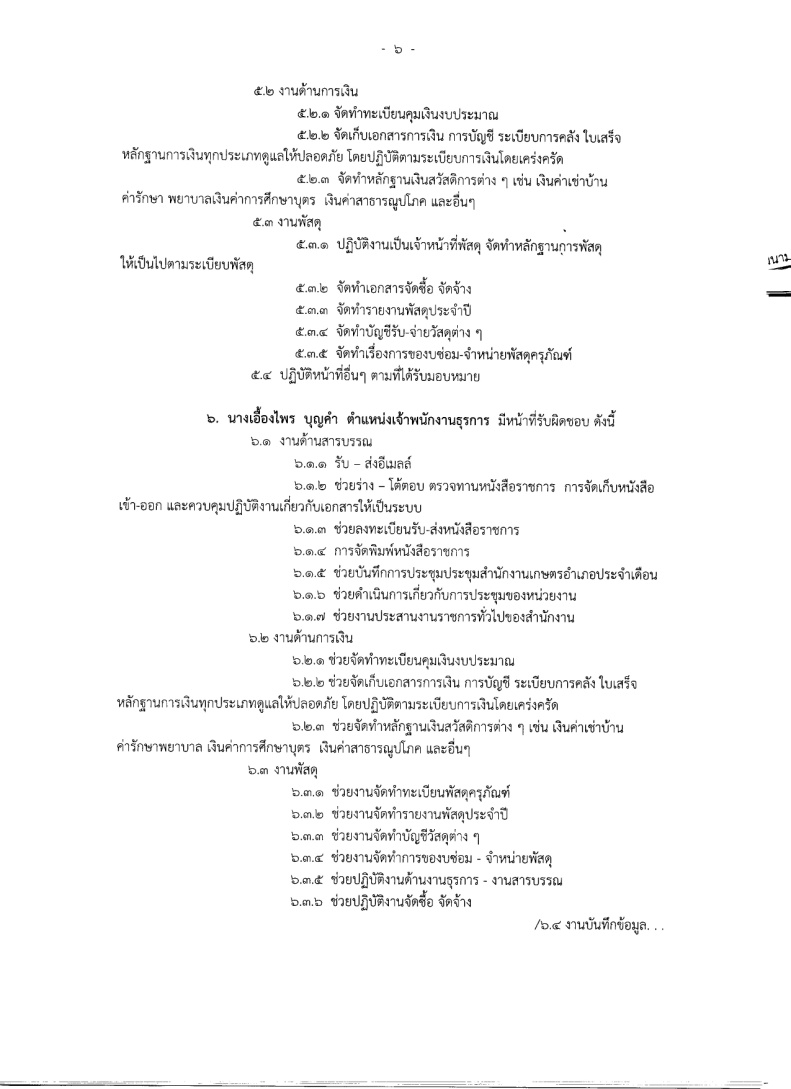 - ๖ -
๕.๒ งานด้านการเงิน
๕.๒.๑ จัดทำทะเบียนคุมเงินงบประมาณ
๕.๒.๒ จัดเก็บเอกสารการเงิน การบัญชี ระเบียบการคลัง ใบเสร็จ
หลักฐานการเงินทุกประเภทดูแลให้ปลอดภัย โดยปฏิบัติตามระเบียบการเงินโดยเคร่งครัด
๕.๒.๓ จัดทำหลักฐานเงินสวัสดิการต่าง ๆ เช่น เงินค่าเช่าบ้าน
ค่ารักษา พยาบาลเงินค่าการศึกษาบุตร เงินค่าสาธารณูปโภค และอื่นๆ
๕.๓ งานพัสดุ
๕.๓.๑ ปฏิบัติงานเป็นเจ้าหน้าที่พัสดุ จัดทำหลักฐานการพัสดุ
ให้เป็นไปตามระเบียบพัสดุ
๕.๓.๒ จัดทำเอกสารจัดซื้อ จัดจ้าง
๕.๓.๓ จัดทำรายงานพัสดุประจำปี
๕.๓.๔ จัดทำบัญชีรับ-จ่ายวัสดุต่าง ๆ
๕.๓.๕ จัดทำเรื่องการของบซ่อม-จำหน่ายพัสดุครุภัณฑ์
๕.๔ ปฏิบัติหน้าที่อื่นๆ ตามที่ได้รับมอบหมาย
๖. นางเอื้องไพร บุญคำ ตำแหน่งเจ้าพนักงานธุรการ มีหน้าที่รับผิดชอบ ดังนี้
๖.๑ งานด้านสารบรรณ
๖.๑.๑ รับ – ส่งอีเมลล์
๖.๑.๒ ช่วยร่าง – โต้ตอบ ตรวจทานหนังสือราชการ การจัดเก็บหนังสือ
เข้า-ออก และควบคุมปฏิบัติงานเกี่ยวกับเอกสารให้เป็นระบบ
๖.๑.๓ ช่วยลงทะเบียนรับ-ส่งหนังสือราชการ
๖.๑.๔ การจัดพิมพ์หนังสือราชการ
๖.๑.๕ ช่วยบันทึกการประชุมประชุมสำนักงานเกษตรอำเภอประจำเดือน
๖.๑.๖ ช่วยดำเนินการเกี่ยวกับการประชุมของหน่วยงาน
๖.๑.๗ ช่วยงานประสานงานราชการทั่วไปของสำนักงาน
๖.๒ งานด้านการเงิน
๖.๒.๑ ช่วยจัดทำทะเบียนคุมเงินงบประมาณ
๖.๒.๒ ช่วยจัดเก็บเอกสารการเงิน การบัญชี ระเบียบการคลัง ใบเสร็จ
หลักฐานการเงินทุกประเภทดูแลให้ปลอดภัย โดยปฏิบัติตามระเบียบการเงินโดยเคร่งครัด
๖.๒.๓ ช่วยจัดทำหลักฐานเงินสวัสดิการต่าง ๆ เช่น เงินค่าเช่าบ้าน
ค่ารักษาพยาบาล เงินค่าการศึกษาบุตร เงินค่าสาธารณูปโภค และอื่นๆ
๖.๓ งานพัสดุ
๖.๓.๑ ช่วยงานจัดทำทะเบียนพัสดุครุภัณฑ์
๖.๓.๒ ช่วยงานจัดทำรายงานพัสดุประจำปี
๖.๓.๓ ช่วยงานจัดทำบัญชีวัสดุต่าง ๆ
๖.๓.๔ ช่วยงานจัดทำการของบซ่อม - จำหน่ายพัสดุ
๖.๓.๕ ช่วยปฏิบัติงานด้านงานธุรการ - งานสารบรรณ
๖.๓.๖ ช่วยปฏิบัติงานจัดซื้อ จัดจ้าง
/๖.๔ งานบันทึกข้อมูล. . .